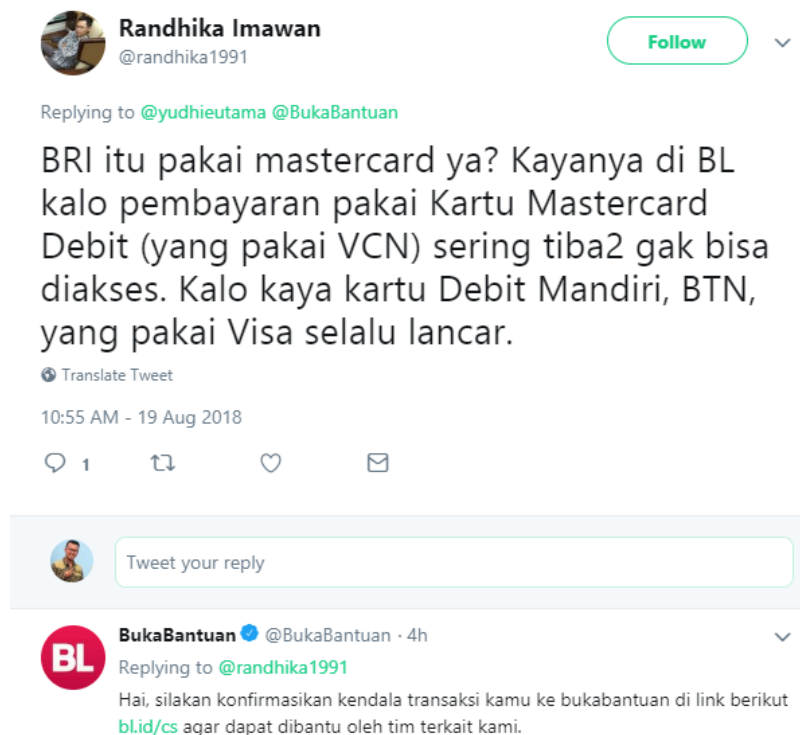 Randhika Imawan
@randhika1991
Follow
Replying to @yudhieutama @BukaBantuan
BRI itu pakai mastercard ya? Kayanya di BL
kalo pembayaran pakai Kartu Mastercard
Debit (yang pakai VCN) sering tiba2 gak bisa
diakses. Kalo kaya kartu Debit Mandiri, BTN,
yang pakai Visa selalu lancar.
Translate Tweet
10:55 AM - 19 Aug 2018
1
Tweet your reply
BL
BukaBantuan @BukaBantuan · 4h
Replying to @randhika1991
Hai, silakan konfirmasikan kendala transaksi kamu ke bukabantuan di link berikut
bl.id/cs agar dapat dibantu oleh tim terkait kami.